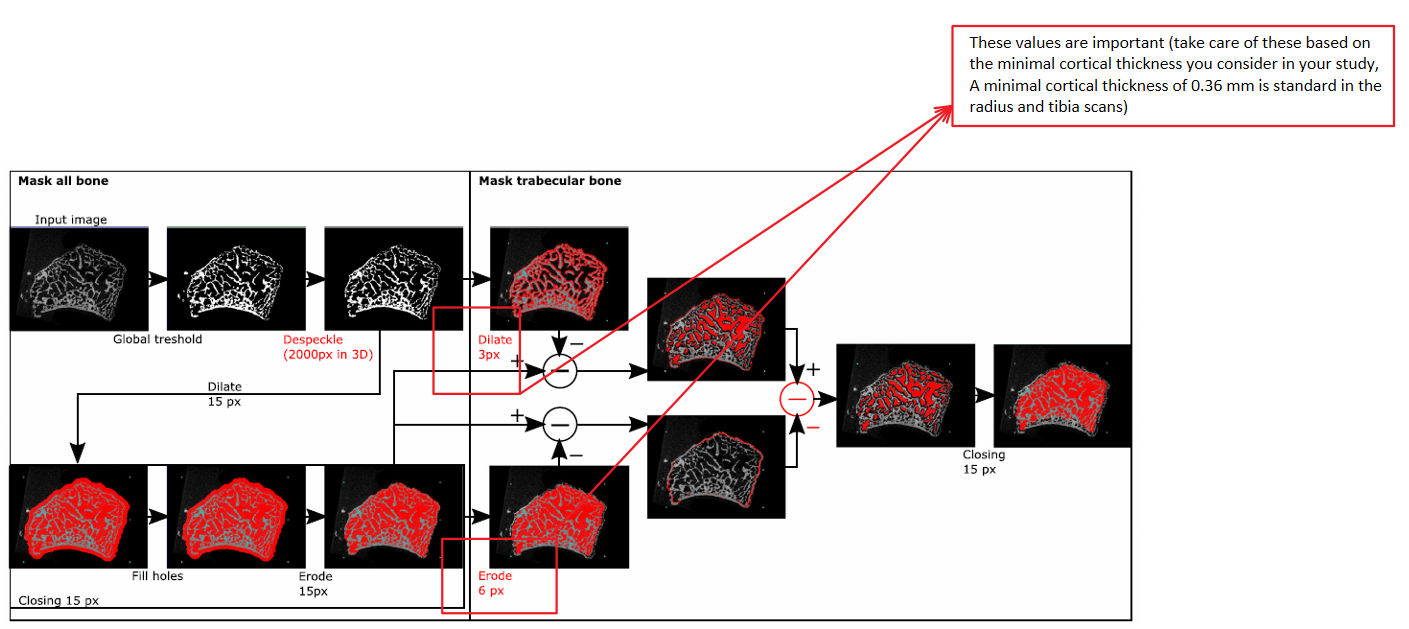 These values are important (take care of these based on
the minimal cortical thickness you consider in your study,
A minimal cortical thickness of 0.36 mm is standard in the
radius and tibia scans)
Mask all bone
Mask trabecular bone
Input image
Global treshold
Despeckle
(2000px in 3D)
Dilate
3px
−
+
−
Dilate
15 px
+
−
−
+
−
−
Closing
15 px
Fill holes
Erode
15px
Closing 15 px
Erode
6 px